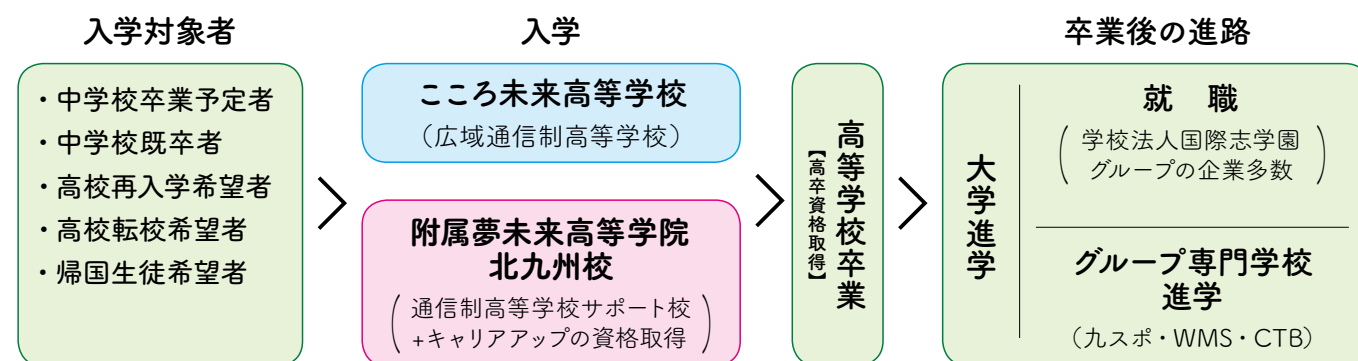 入学対象者
・中学校卒業予定者
・中学校既卒者
・高校再入学希望者
・高校転校希望者
・帰国生徒希望者
入学
こころ未来高等学校
（広域通信制高等学校）
附属夢未来高等学院
北九州校
（通信制高等学校サポート校
+キャリアアップの資格取得）
高等学校卒業
【高卒資格取得】
卒業後の進路
大学進学
就　職
（学校法人国際志学園
グループの企業多数）
グループ専門学校
進学
（九スポ・WMS・CTB）